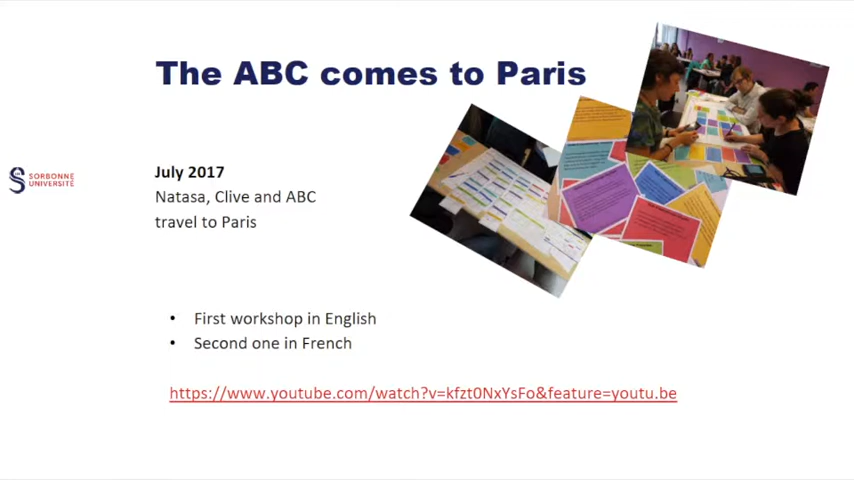 The ABC comes to Paris
SORBONNE
UNIVERSITÉ
July 2017
Natasa, Clive and ABC
travel to Paris
• First workshop in English
• Second one in French
https://www.youtube.com/watch?v=kfzt0NxYsFo&feature=youtu.be